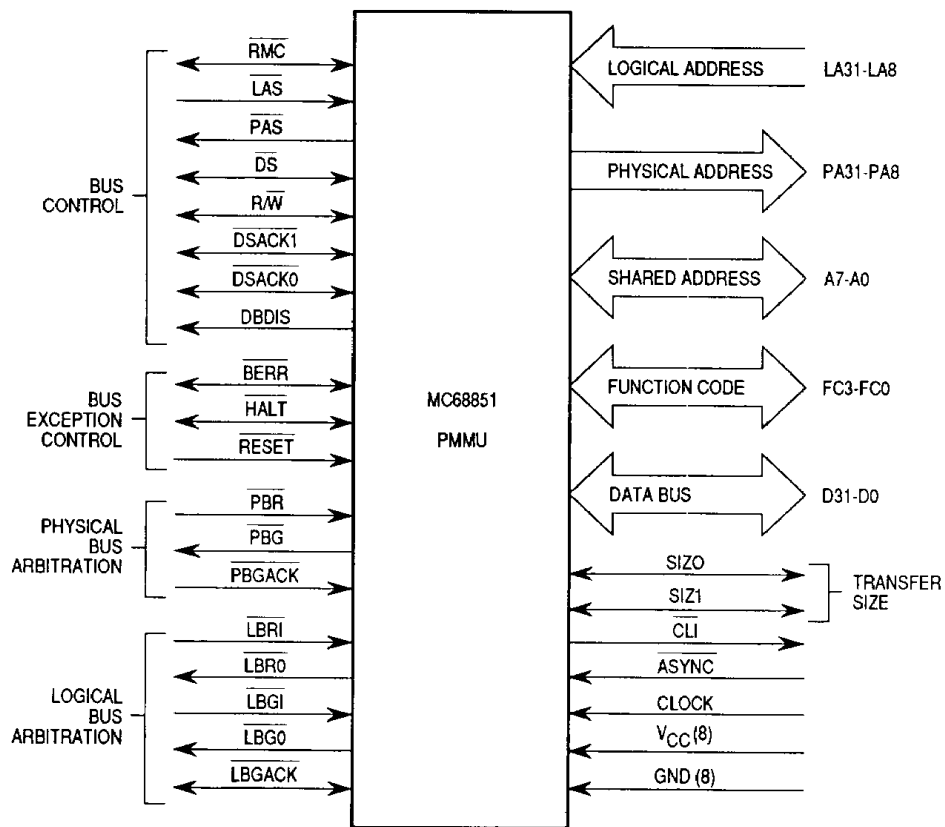 BUS
CONTROL
RMC
LAS
PAS
DS
R/W
DSACK1
DSACK0
DBDIS
BUS
EXCEPTION
CONTROL
BERR
HALT
RESET
PHYSICAL
BUS
ARBITRATION
PBR
PBG
PBGACK
LOGICAL
BUS
ARBITRATION
LBRI
LBR0
LBGI
LBG0
LBGACK
MC68851
PMMU
LOGICAL ADDRESS LA31-LA8
PHYSICAL ADDRESS PA31-PA8
SHARED ADDRESS A7-A0
FUNCTION CODE FC3-FC0
DATA BUS D31-D0
SIZ0
SIZ1
TRANSFER
SIZE
CLI
ASYNC
CLOCK
VCC (8)
GND (8)